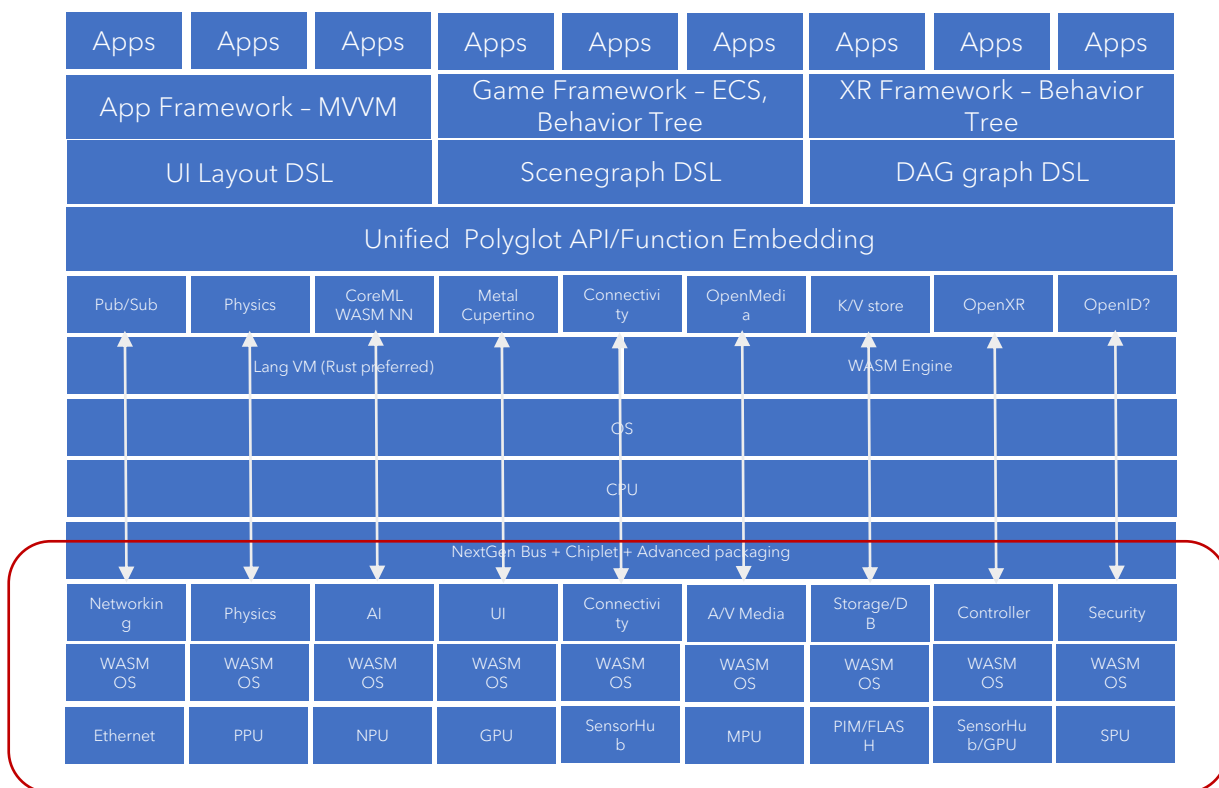 Apps Apps Apps Apps Apps Apps Apps Apps Apps
App Framework – MVVM
Game Framework – ECS,
Behavior Tree
XR Framework – Behavior
Tree
UI Layout DSL
Scenegraph DSL
DAG graph DSL
Unified Polyglot API/Function Embedding
Pub/Sub
Physics
CoreML
WASM NN
Metal
Cupertino
Connectivi
ty
OpenMedi
a
K/V store
OpenXR
OpenID?
Lang VM (Rust preferred)
WASM Engine
OS
CPU
NextGen Bus + Chiplet + Advanced packaging
Networkin
g
Physics
AI
UI
Connectivi
ty
A/V Media
Storage/D
B
Controller
Security
WASM
OS
WASM
OS
WASM
OS
WASM
OS
WASM
OS
WASM
OS
WASM
OS
WASM
OS
WASM
OS
Ethernet
PPU
NPU
GPU
SensorHu
b
MPU
PIM/FLAS
H
SensorHu
b/GPU
SPU